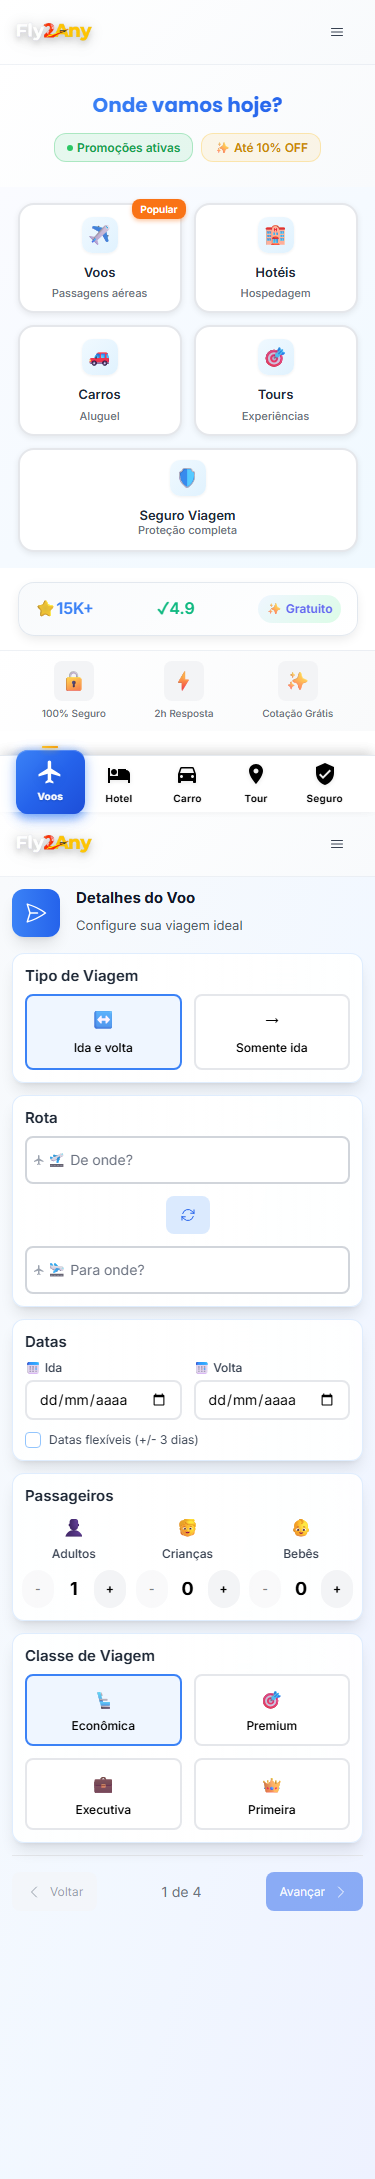 Fly2Any
Onde vamos hoje?
Promoções ativas
Até 10% OFF
Popular
Voos
Passagens aéreas
Hotéis
Hospedagem
Carros
Aluguel
Tours
Experiências
Seguro Viagem
Proteção completa
15K+
✓4.9
Gratuito
100% Seguro
2h Resposta
Cotação Grátis
Voos
Hotel
Carro
Tour
Seguro
Fly2Any
Detalhes do Voo
Configure sua viagem ideal
Tipo de Viagem
Ida e volta
→
Somente ida
Rota
De onde?
Para onde?
Datas
Ida
Volta
dd/mm/aaaa
dd/mm/aaaa
Datas flexíveis (+/- 3 dias)
Passageiros
Adultos
Crianças
Bebês
- 1 +
- 0 +
- 0 +
Classe de Viagem
Econômica
Premium
Executiva
Primeira
Voltar
1 de 4
Avançar